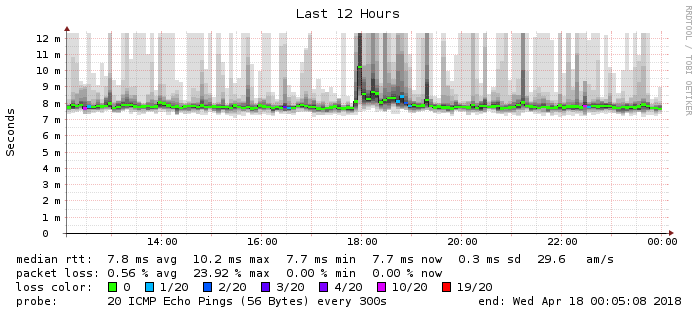 Last 12 Hours
RRDTOOL / TOBI OETIKER
Seconds
12 m
11 m
10 m
9 m
8 m
7 m
6 m
5 m
4 m
3 m
2 m
1 m
0
14:00 16:00 18:00 20:00 22:00 00:00
median rtt: 7.8 ms avg 10.2 ms max 7.7 ms min 7.7 ms now 0.3 ms sd 29.6 am/s
packet loss: 0.56 % avg 23.92 % max 0.00 % min 0.00 % now
loss color: 0 1/20 2/20 3/20 4/20 10/20 19/20
probe: 20 ICMP Echo Pings (56 Bytes) every 300s end: Wed Apr 18 00:05:08 2018